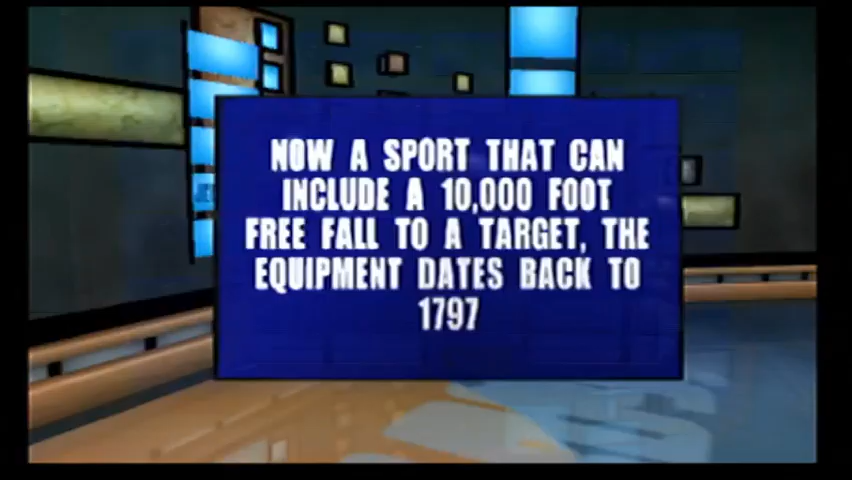 NOW A SPORT THAT CAN
INCLUDE A 10,000 FOOT
FREE FALL TO A TARGET, THE
EQUIPMENT DATES BACK TO
1797